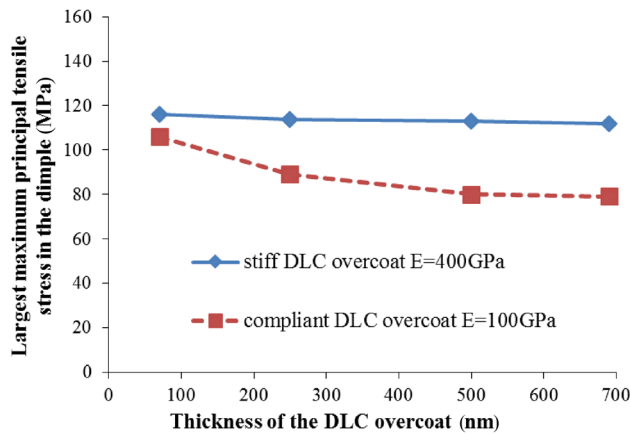 Largest maximum principal tensile
stress in the dimple (MPa)
160
140
120
100
80
60
40
20
0
stiff DLC overcoat E=400GPa
compliant DLC overcoat E=100GPa
0 100 200 300 400 500 600 700
Thickness of the DLC overcoat (nm)